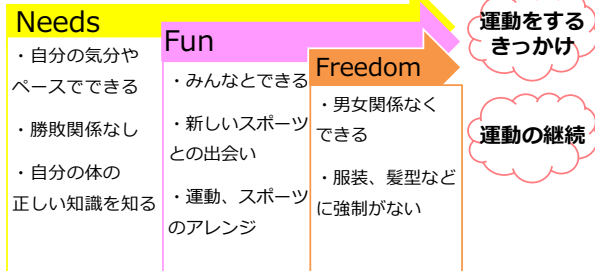 Needs
・自分の気分や
ペースでできる
・勝敗関係なし
・自分の体の
正しい知識を知る
Fun
・みんなとできる
・新しいスポーツ
との出会い
・運動、スポーツ
のアレンジ
Freedom
・男女関係なく
できる
・服装、髪型など
に強制がない
運動をする
きっかけ
運動の継続